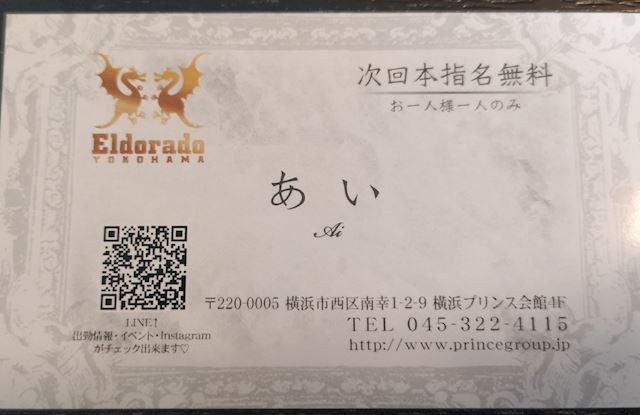 Eldorado
YOKOHAMA
次回本指名無料
お一人様一人のみ
あい
Ai
LINE↑
出勤情報・イベント・Instagram
がチェック出来ます♡
〒220-0005 横浜市西区南幸1-2-9 横浜プリンス会館4F
TEL 045-322-4115
http://www.princegroup.jp